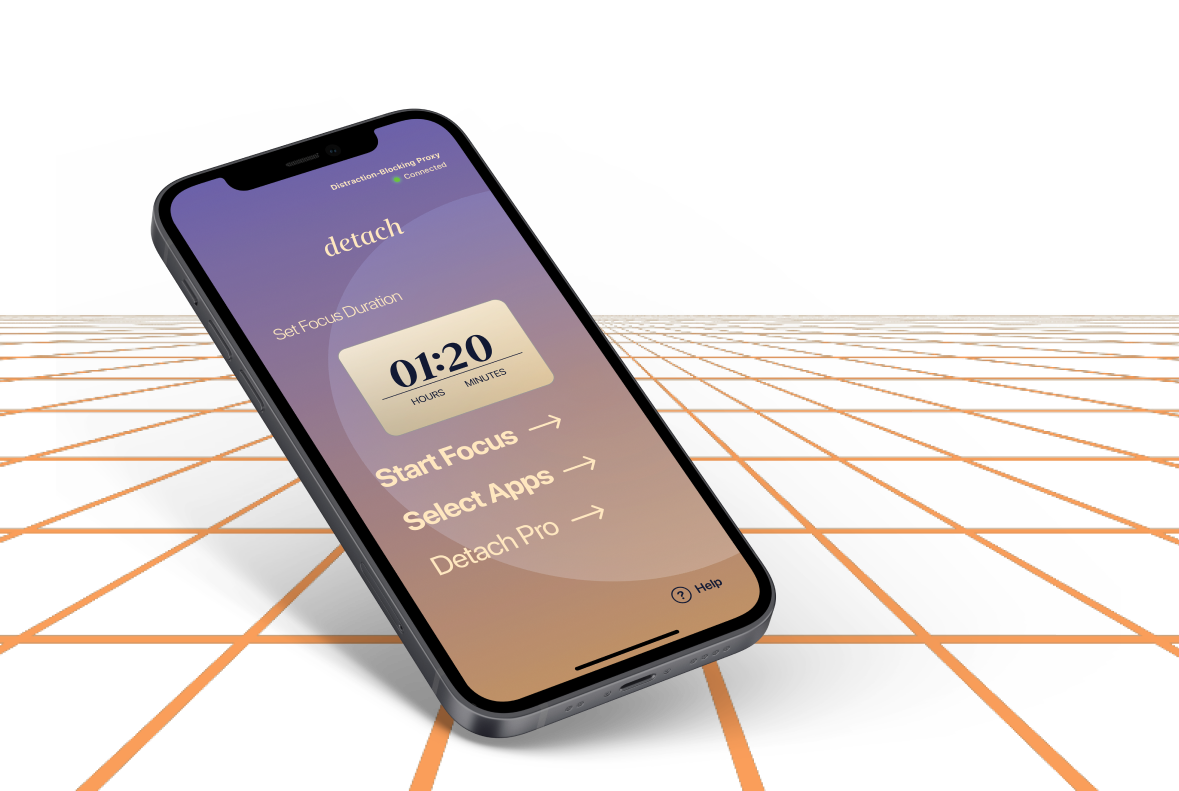 Distraction-Blocking Proxy
Connected
detach
Set Focus Duration
01:20
HOURS MINUTES
Start Focus →
Select Apps →
Detach Pro →
? Help